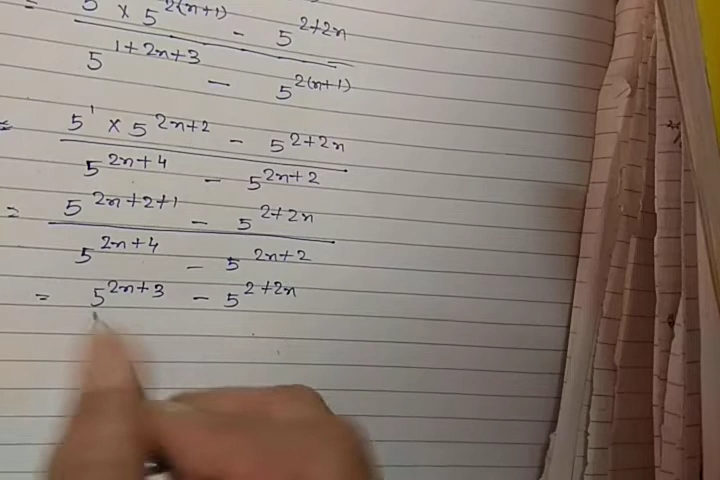 = 5 × 5^2(n+1) - 5^2+2n
5^1+2n+3 - 5^2(n+1)
= 5^1 × 5^2n+2 - 5^2+2n
5^2n+4 - 5^2n+2
= 5^2n+2+1 - 5^2+2n
5^2n+4 - 5^2n+2
= 5^2n+3 - 5^2+2n